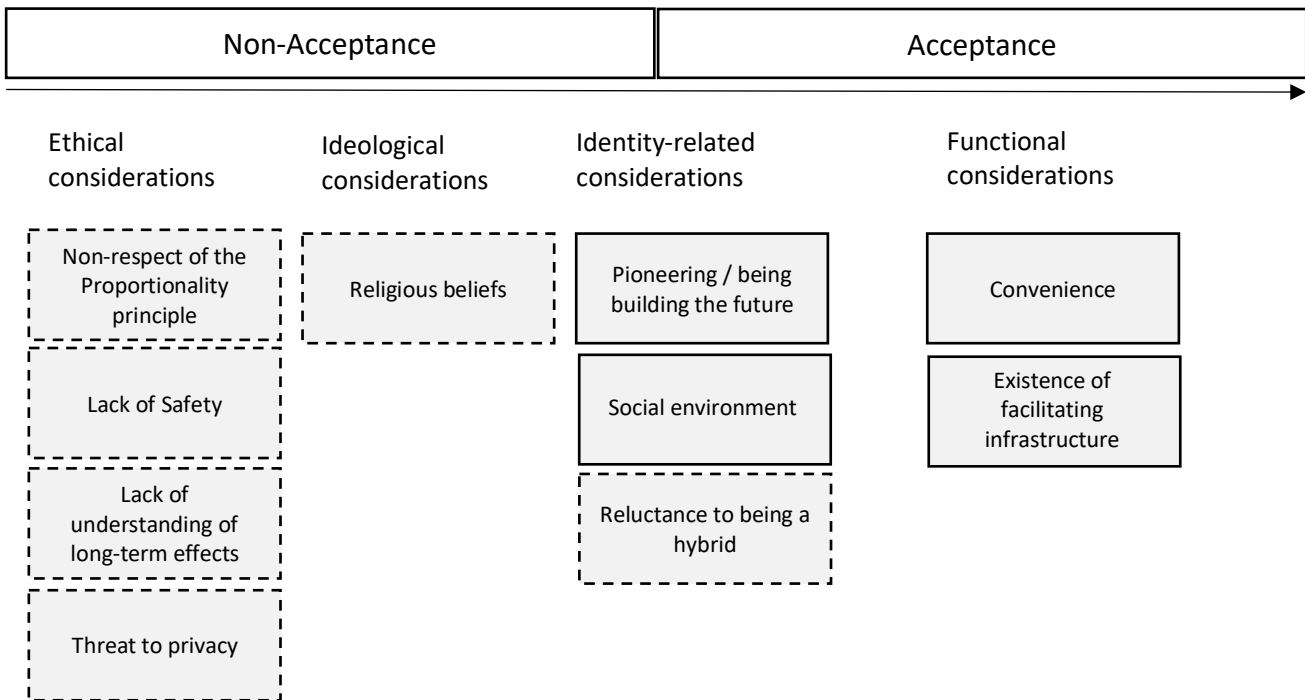 Non-Acceptance
Acceptance
Ethical
considerations
Ideological
considerations
Identity-related
considerations
Functional
considerations
Non-respect of the
Proportionality
principle
Religious beliefs
Pioneering / being
building the future
Convenience
Lack of Safety
Social environment
Existence of
facilitating
infrastructure
Lack of
understanding of
long-term effects
Reluctance to being a
hybrid
Threat to privacy